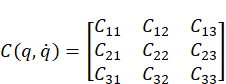 C(q, q̇) = [C₁₁ C₁₂ C₁₃
C₂₁ C₂₂ C₂₃
C₃₁ C₃₂ C₃₃]